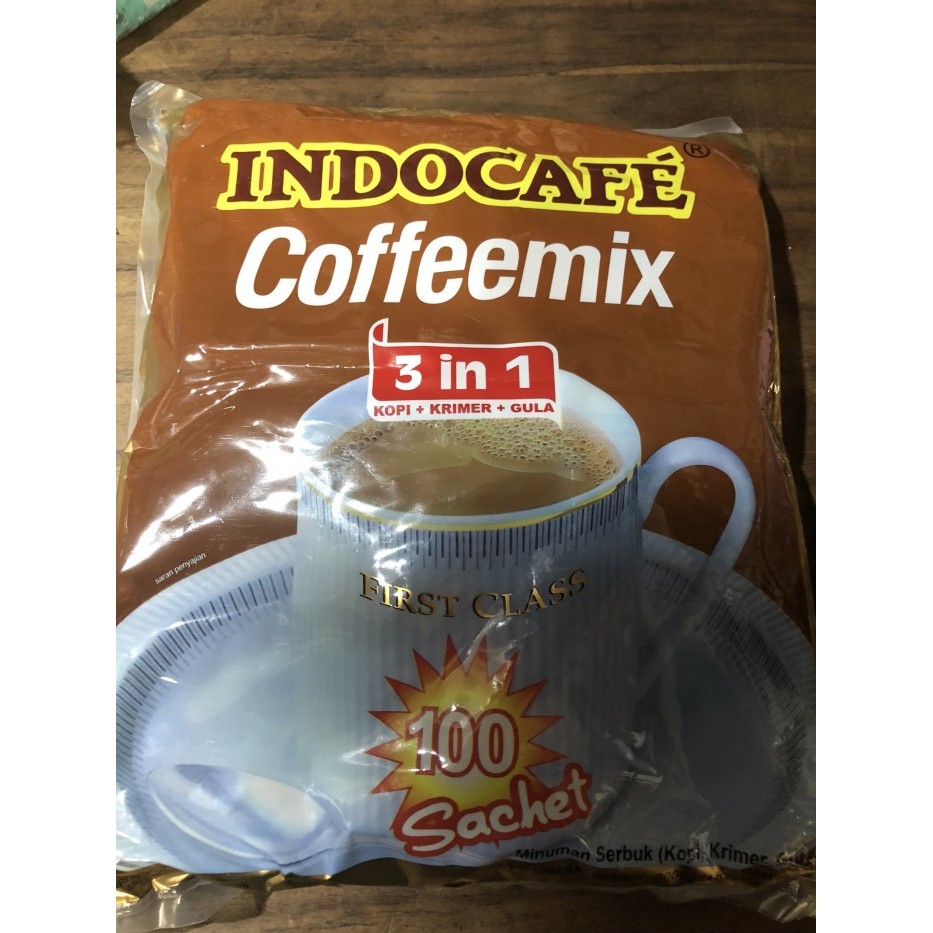 INDOCAFÉ®
Coffeemix
3 in 1
KOPI + KRIMER + GULA
saran penyajian
FIRST CLASS
100
Sachet
Minuman Serbuk (Kopi, Krimer,